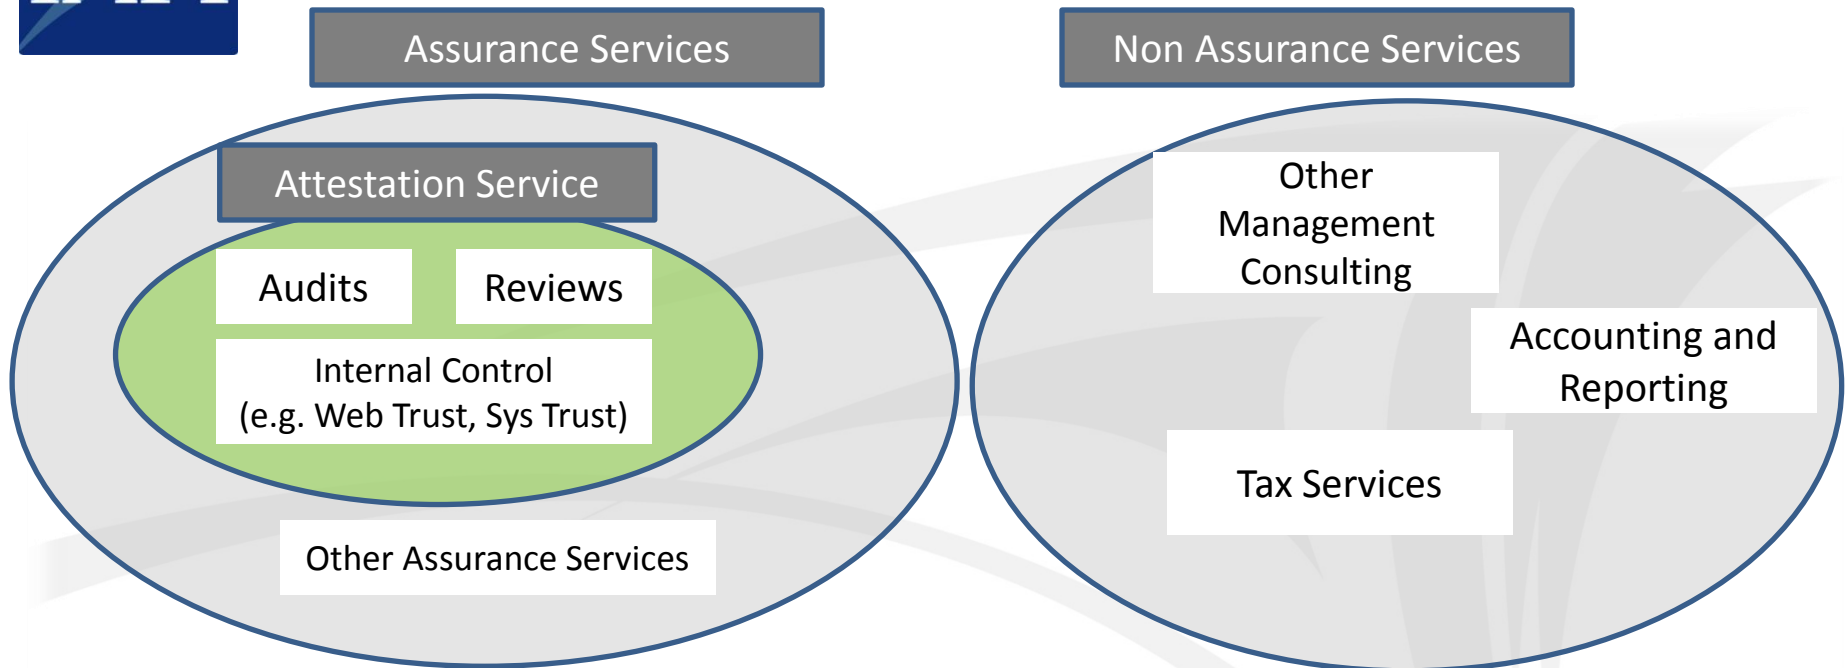 Assurance Services
Non Assurance Services
Attestation Service
Audits
Reviews
Internal Control
(e.g. Web Trust, Sys Trust)
Other Assurance Services
Other
Management
Consulting
Accounting and
Reporting
Tax Services